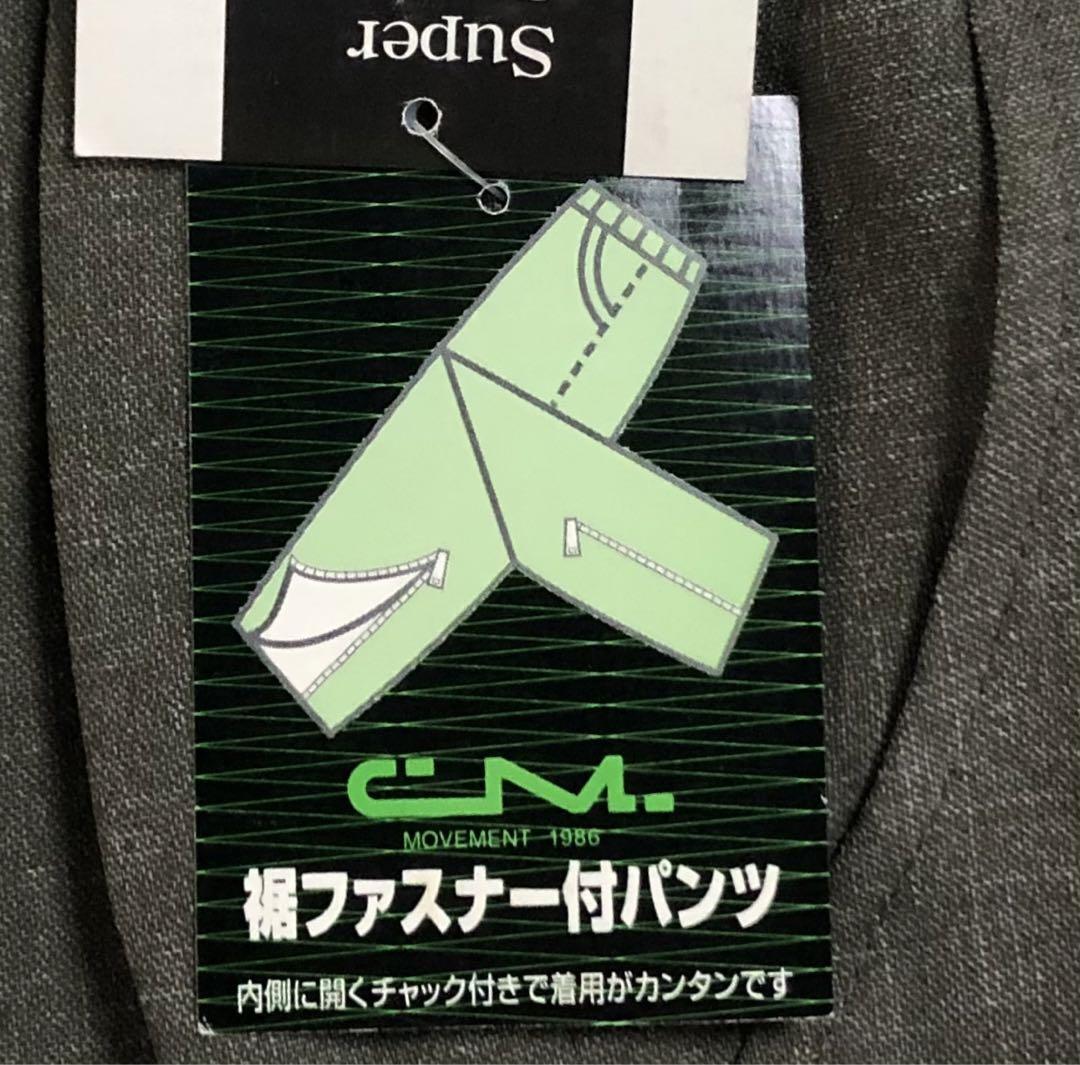 Super
CM.
MOVEMENT 1986
裾ファスナー付パンツ
内側に開くチャック付きで着用がカンタンです